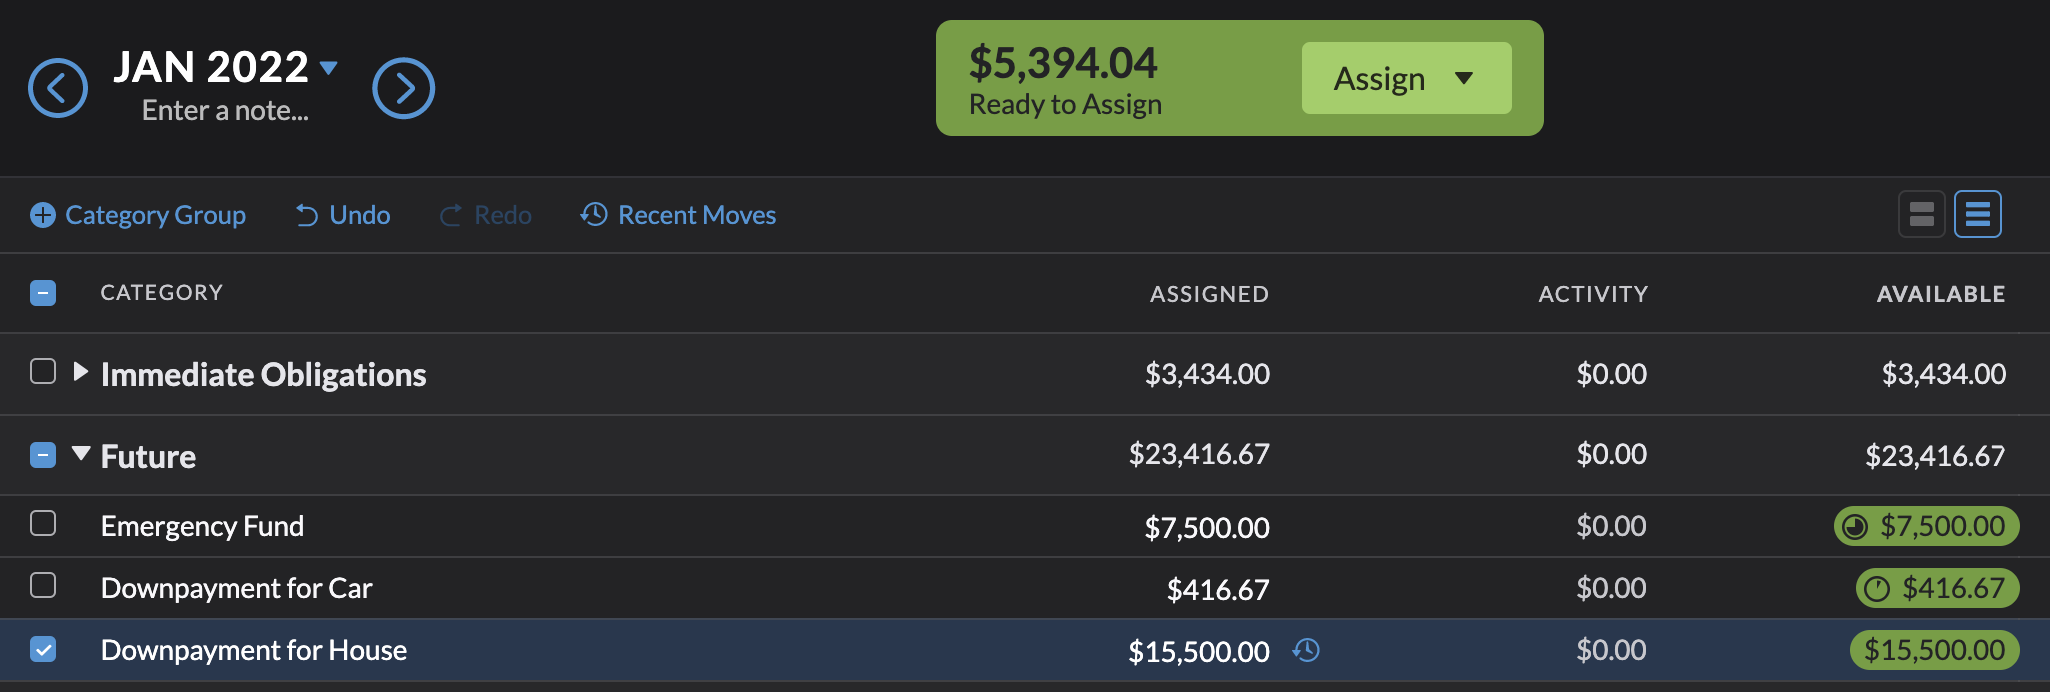 JAN 2022
Enter a note...
$5,394.04
Ready to Assign
Assign
Category Group Undo Redo Recent Moves
CATEGORY ASSIGNED ACTIVITY AVAILABLE
Immediate Obligations $3,434.00 $0.00 $3,434.00
Future $23,416.67 $0.00 $23,416.67
Emergency Fund $7,500.00 $0.00 $7,500.00
Downpayment for Car $416.67 $0.00 $416.67
Downpayment for House $15,500.00 $0.00 $15,500.00